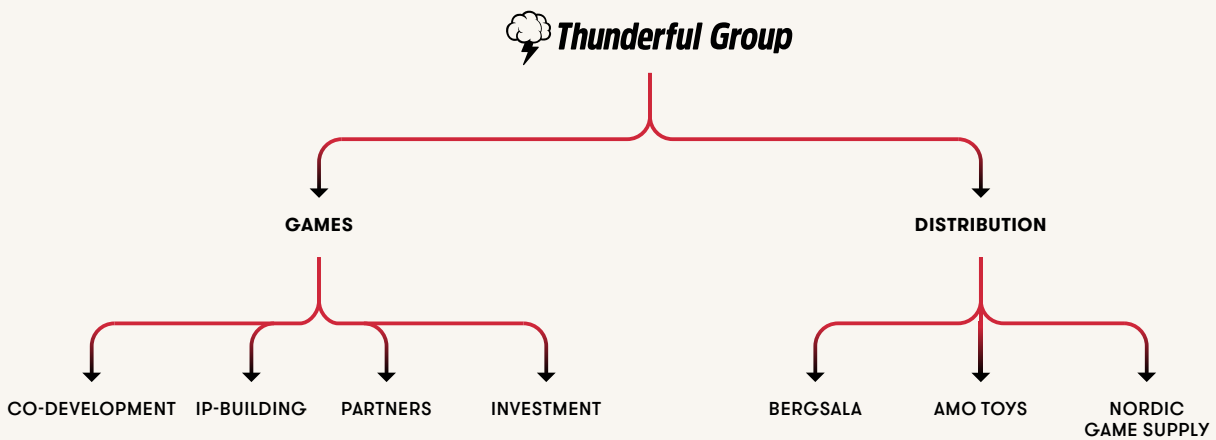 Thunderful Group
GAMES
DISTRIBUTION
CO-DEVELOPMENT
IP-BUILDING
PARTNERS
INVESTMENT
BERGSALA
AMO TOYS
NORDIC
GAME SUPPLY